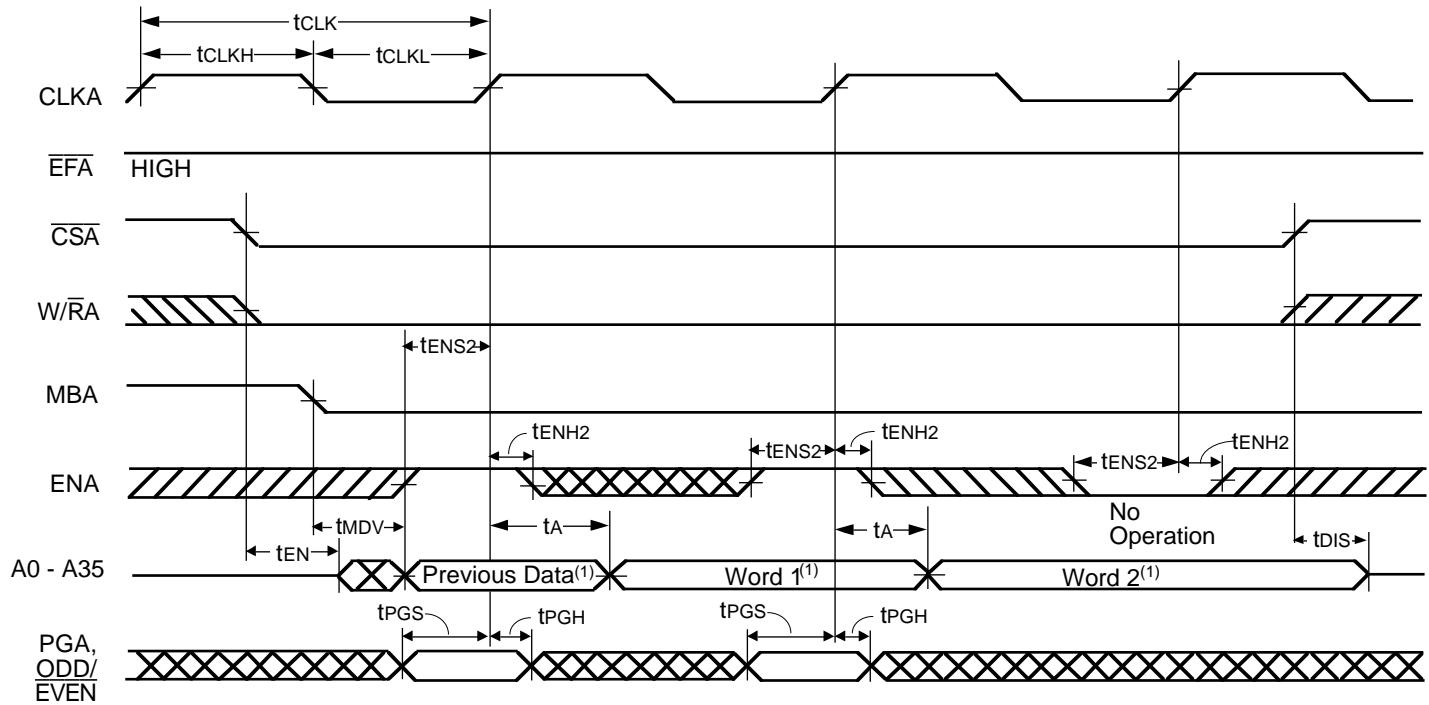 tCLK
tCLKH tCLKL
CLKA
EFA HIGH
CSA
W/RA
tENS2
MBA
tENH2 tENS2 tENH2 tENS2 tENH2
ENA
No
Operation
tMDV tA tA
tEN tDIS
A0 - A35 Previous Data(1) Word 1(1) Word 2(1)
tPGS tPGH tPGS tPGH
PGA,
ODD/
EVEN